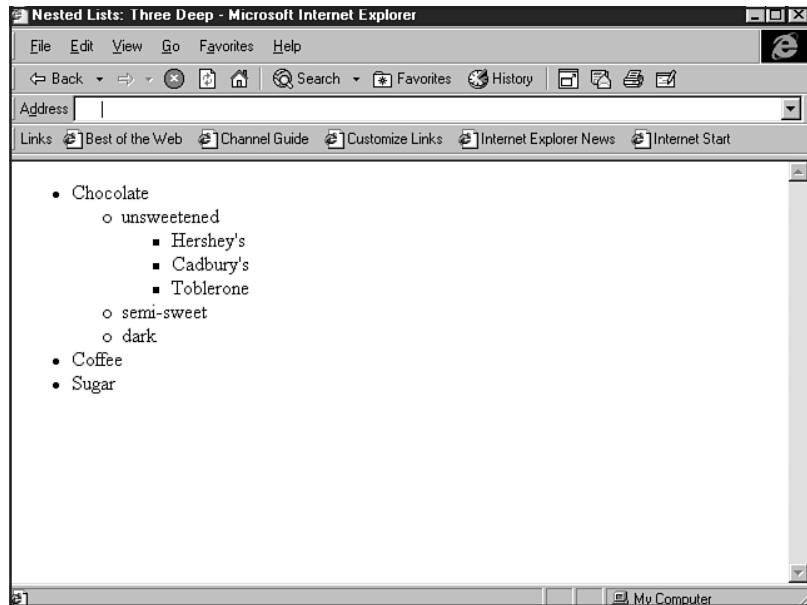 Nested Lists: Three Deep - Microsoft Internet Explorer
File Edit View Go Favorites Help
Back Search Favorites History
Address
Links Best of the Web Channel Guide Customize Links Internet Explorer News Internet Start
Chocolate
unsweetened
Hershey's
Cadbury's
Toblerone
semi-sweet
dark
Coffee
Sugar
My Computer